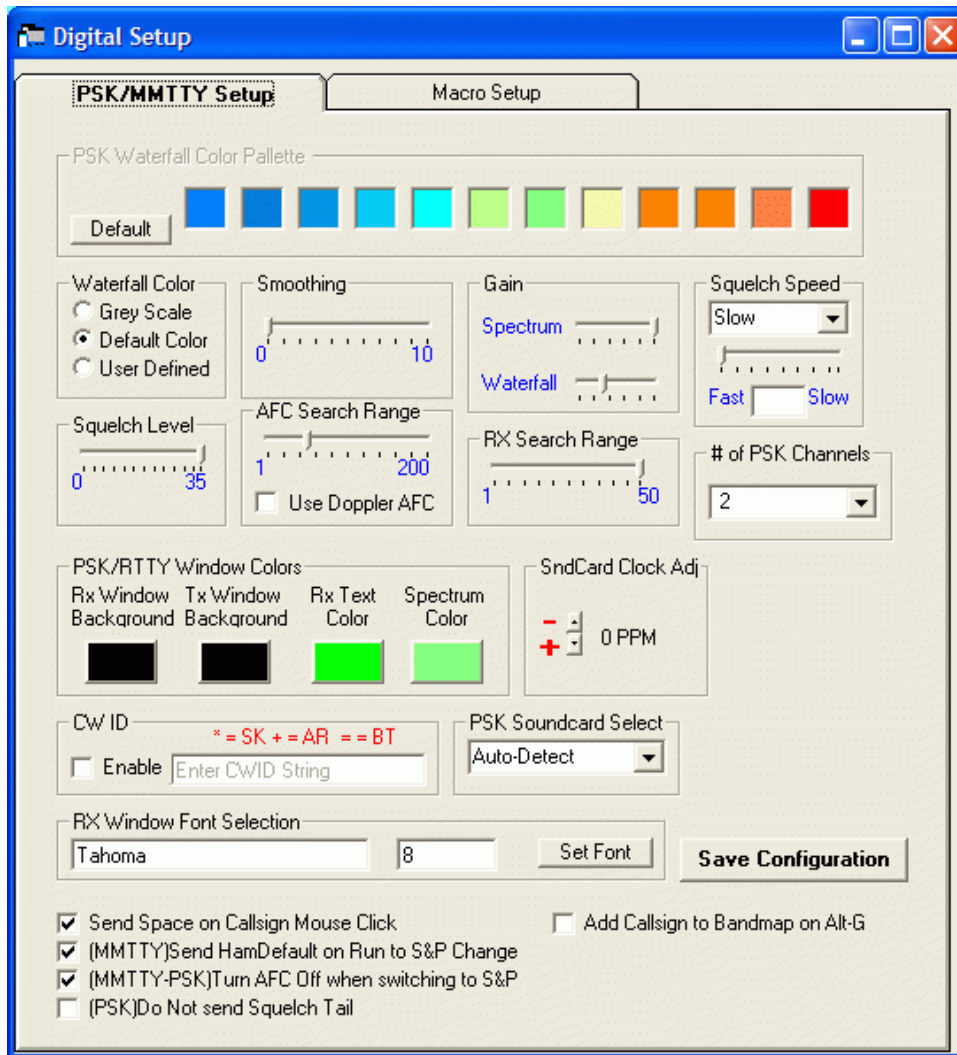 Digital Setup
PSK/MMTTY Setup
Macro Setup
PSK Waterfall Color Pallette
Default
Waterfall Color
Grey Scale
Default Color
User Defined
Smoothing
0 10
Gain
Spectrum
Waterfall
Squelch Speed
Slow
Fast Slow
Squelch Level
0 35
AFC Search Range
1 200
Use Doppler AFC
RX Search Range
1 50
# of PSK Channels
2
PSK/RTTY Window Colors
Rx Window Background
Tx Window Background
Rx Text Color
Spectrum Color
SndCard Clock Adj
-
+
0 PPM
CW ID
* = SK + = AR = = BT
Enable
Enter CWID String
PSK Soundcard Select
Auto-Detect
RX Window Font Selection
Tahoma
8
Set Font
Save Configuration
Send Space on Callsign Mouse Click
Add Callsign to Bandmap on Alt-G
(MMTTY)Send HamDefault on Run to S&P Change
(MMTTY-PSK)Turn AFC Off when switching to S&P
(PSK)Do Not send Squelch Tail